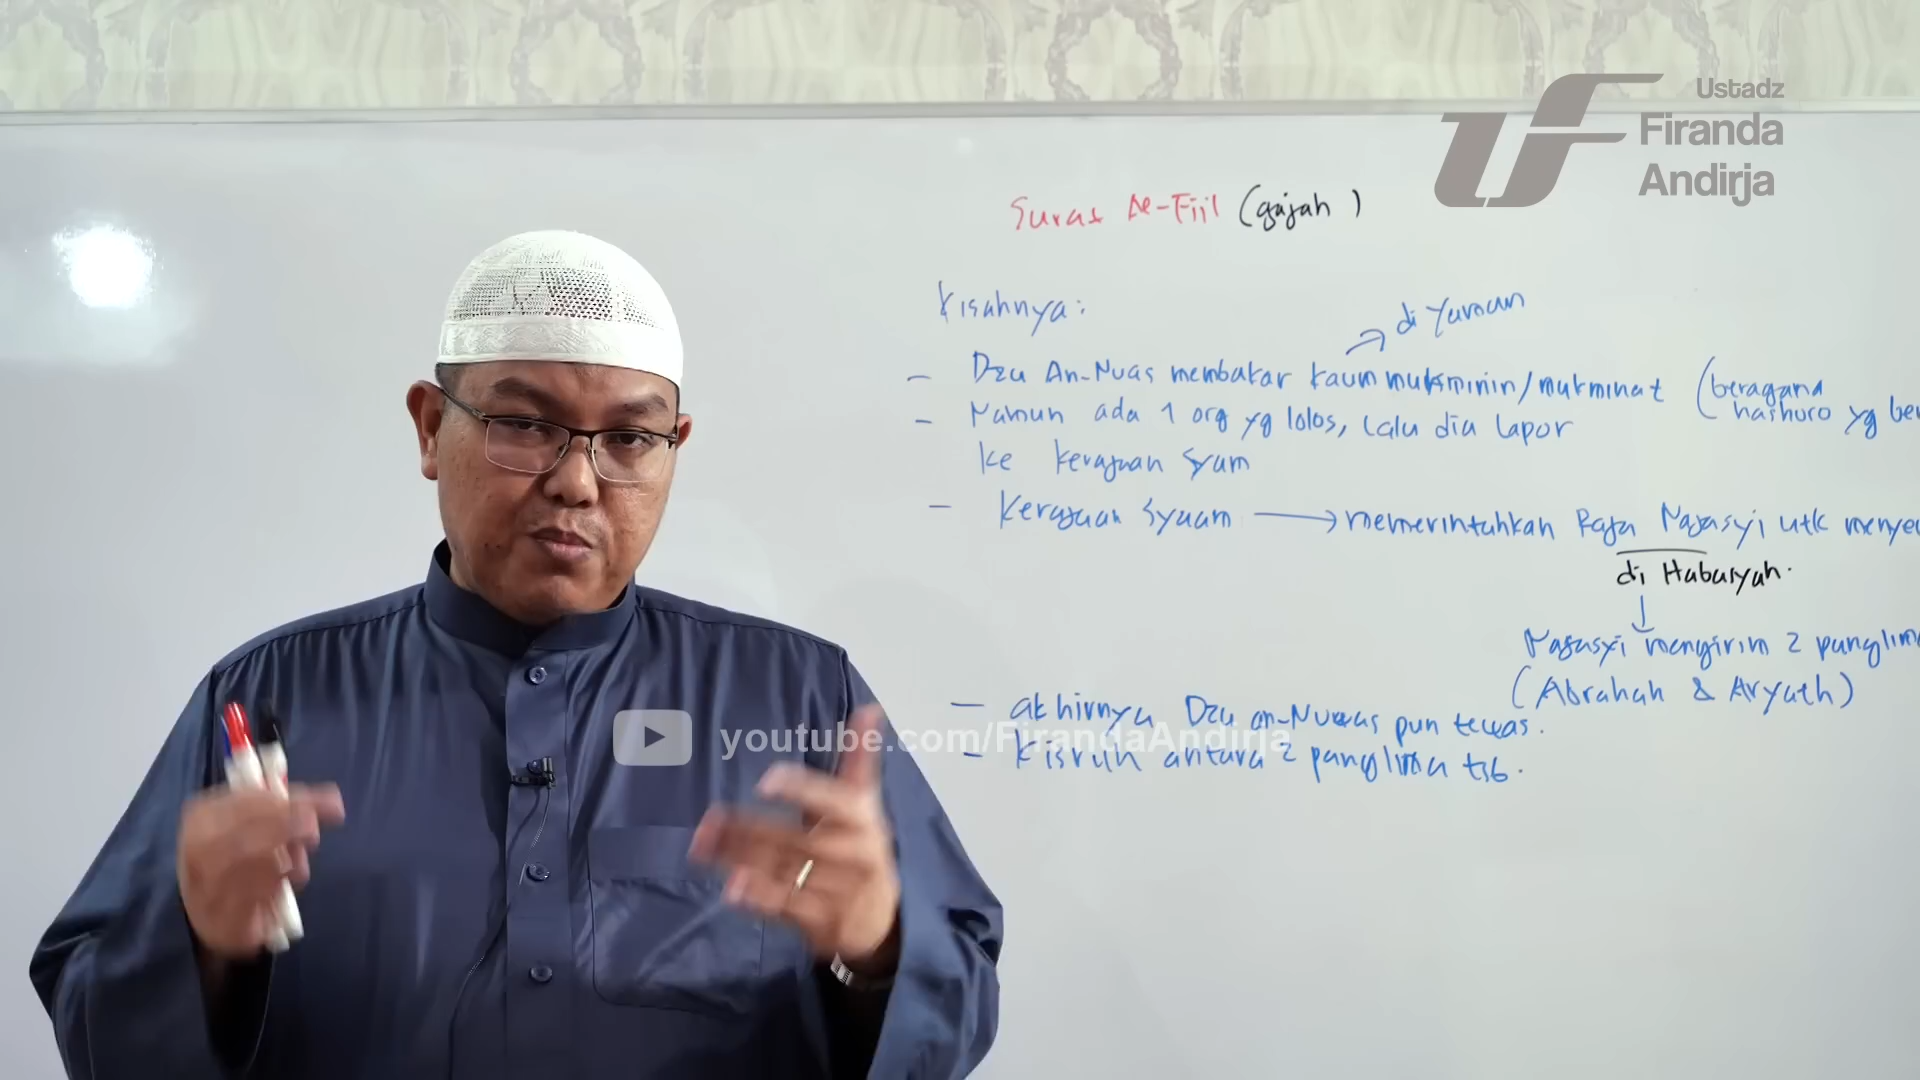 Ustadz
Firanda
Andirja
Surat Al-Fiil (gajah)
Kisahnya:
di Yaman
- Dzu An-Nuas membakar kaum mukminin/mukminat (beragama
nashoro yg ber
- Namun ada 1 org yg lolos, lalu dia lapor
ke kerajaan Syam
- Kerajaan Syaam → memerintahkan Raja Najasyi utk menye
di Habasyah.
Najasyi mengirim 2 panglima
(Abrahah & Aryath)
- akhirnya Dzu an-Nuwas pun tewas.
youtube.com/FirandaAndirja
- Kisruh antara 2 panglima tsb.